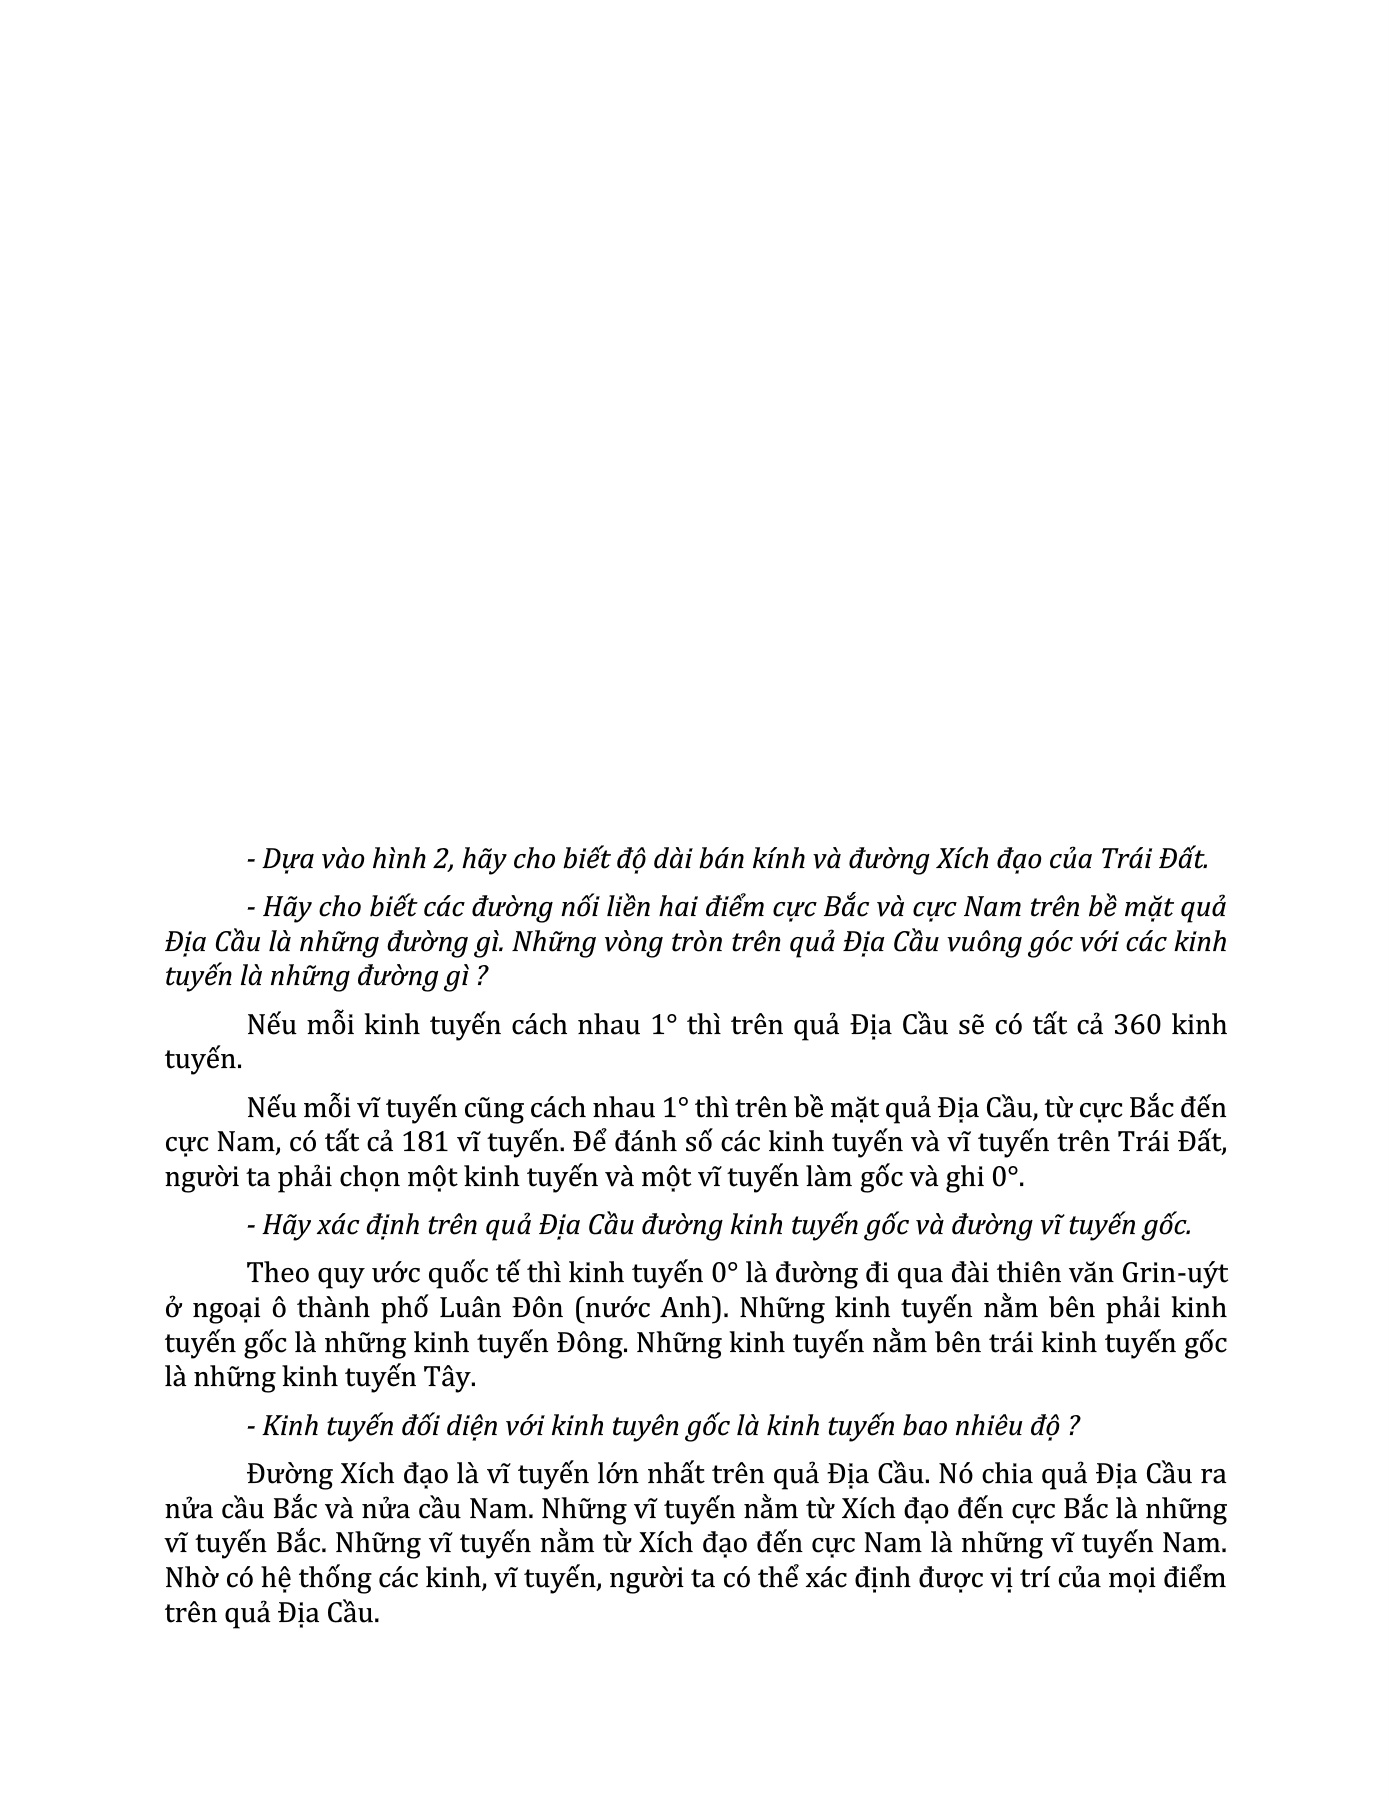 - Dựa vào hình 2, hãy cho biết độ dài bán kính và đường Xích đạo của Trái Đất.
- Hãy cho biết các đường nối liền hai điểm cực Bắc và cực Nam trên bề mặt quả
Địa Cầu là những đường gì. Những vòng tròn trên quả Địa Cầu vuông góc với các kinh
tuyến là những đường gì ?
Nếu mỗi kinh tuyến cách nhau 1° thì trên quả Địa Cầu sẽ có tất cả 360 kinh
tuyến.
Nếu mỗi vĩ tuyến cũng cách nhau 1° thì trên bề mặt quả Địa Cầu, từ cực Bắc đến
cực Nam, có tất cả 181 vĩ tuyến. Để đánh số các kinh tuyến và vĩ tuyến trên Trái Đất,
người ta phải chọn một kinh tuyến và một vĩ tuyến làm gốc và ghi 0°.
- Hãy xác định trên quả Địa Cầu đường kinh tuyến gốc và đường vĩ tuyến gốc.
Theo quy ước quốc tế thì kinh tuyến 0° là đường đi qua đài thiên văn Grin-uýt
ở ngoại ô thành phố Luân Đôn (nước Anh). Những kinh tuyến nằm bên phải kinh
tuyến gốc là những kinh tuyến Đông. Những kinh tuyến nằm bên trái kinh tuyến gốc
là những kinh tuyến Tây.
- Kinh tuyến đối diện với kinh tuyên gốc là kinh tuyến bao nhiêu độ ?
Đường Xích đạo là vĩ tuyến lớn nhất trên quả Địa Cầu. Nó chia quả Địa Cầu ra
nửa cầu Bắc và nửa cầu Nam. Những vĩ tuyến nằm từ Xích đạo đến cực Bắc là những
vĩ tuyến Bắc. Những vĩ tuyến nằm từ Xích đạo đến cực Nam là những vĩ tuyến Nam.
Nhờ có hệ thống các kinh, vĩ tuyến, người ta có thể xác định được vị trí của mọi điểm
trên quả Địa Cầu.